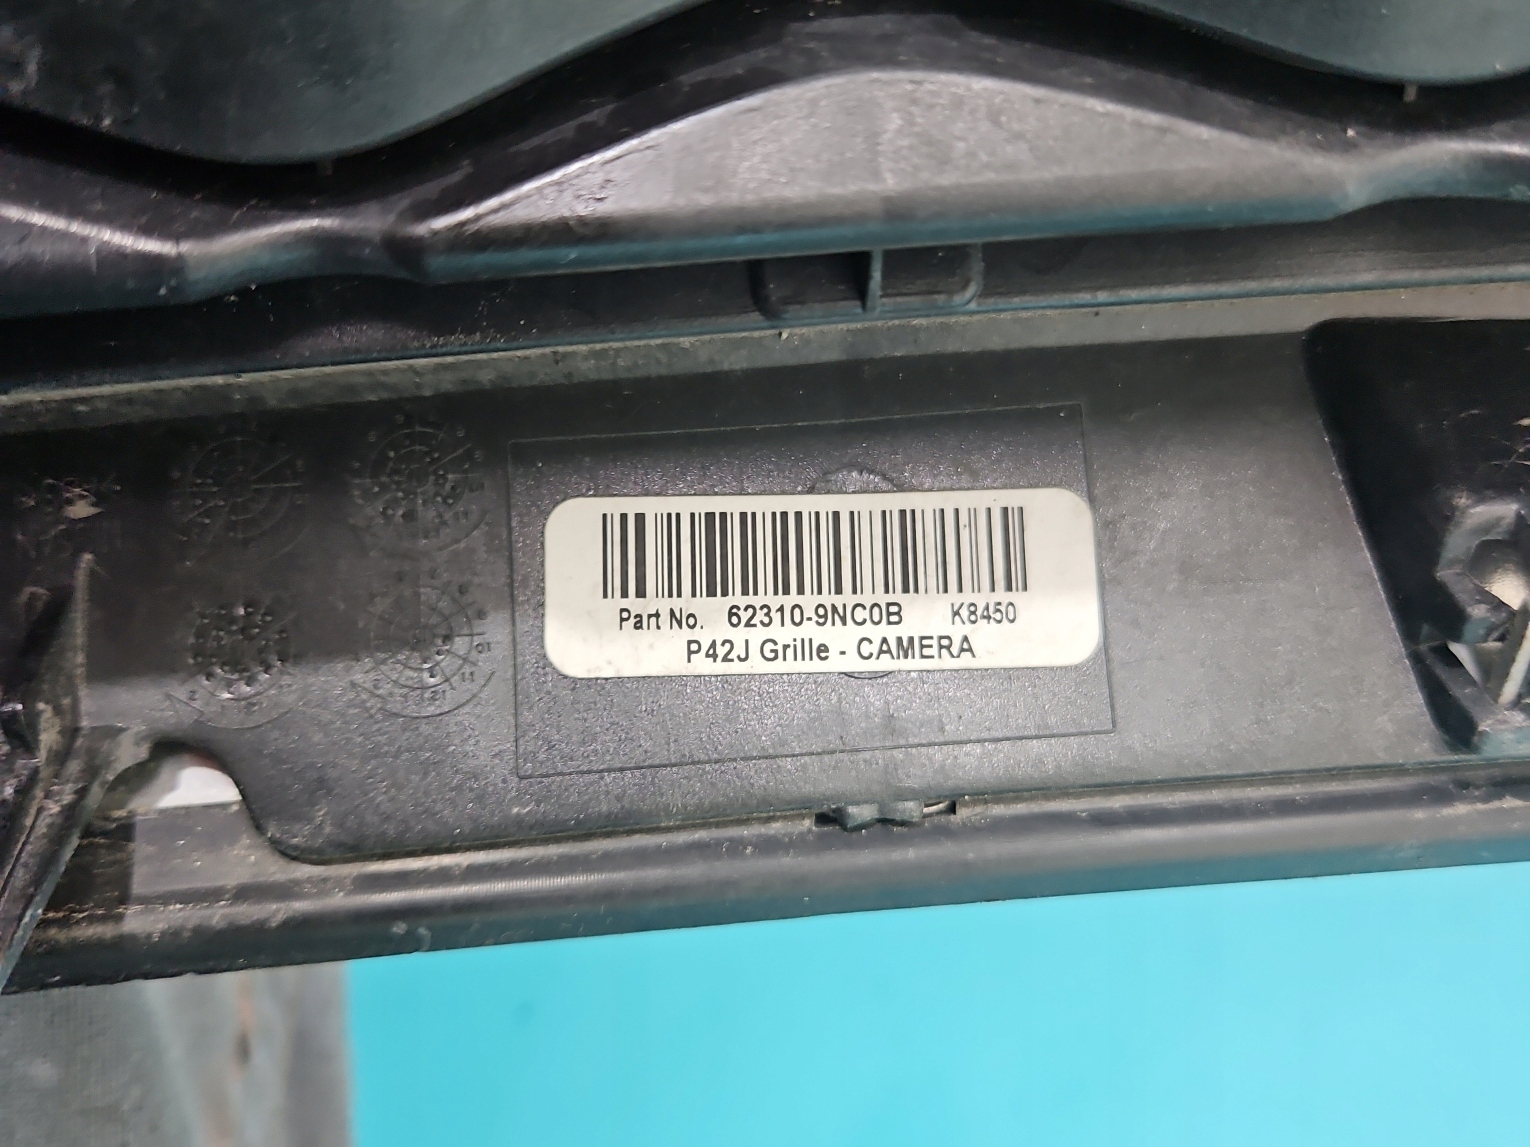 Part No. 62310-9NC0B K8450
P42J Grille - CAMERA